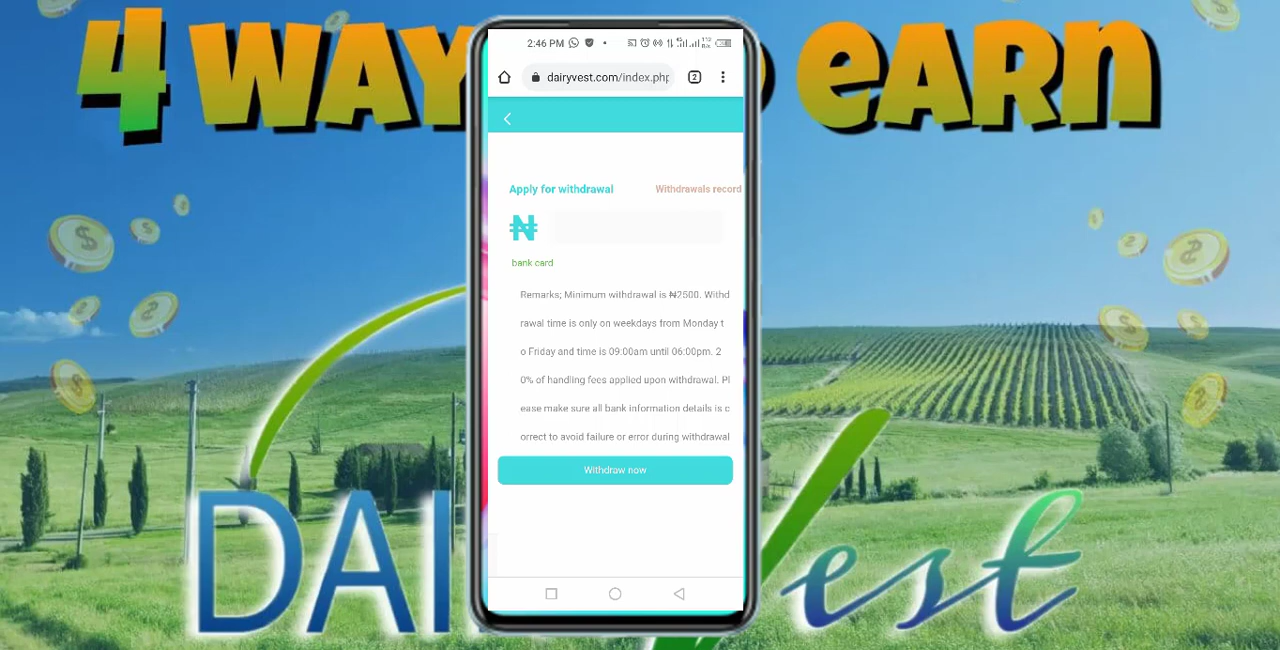 4 WAY EARN
2:46 PM
dairyvest.com/index.php
2
Apply for withdrawal
Withdrawals record
₦
bank card
Remarks; Minimum withdrawal is ₦2500. Withd
rawal time is only on weekdays from Monday t
o Friday and time is 09:00am until 06:00pm. 2
0% of handling fees applied upon withdrawal. Pl
ease make sure all bank information details is c
orrect to avoid failure or error during withdrawal
Withdraw now
DAI Vest